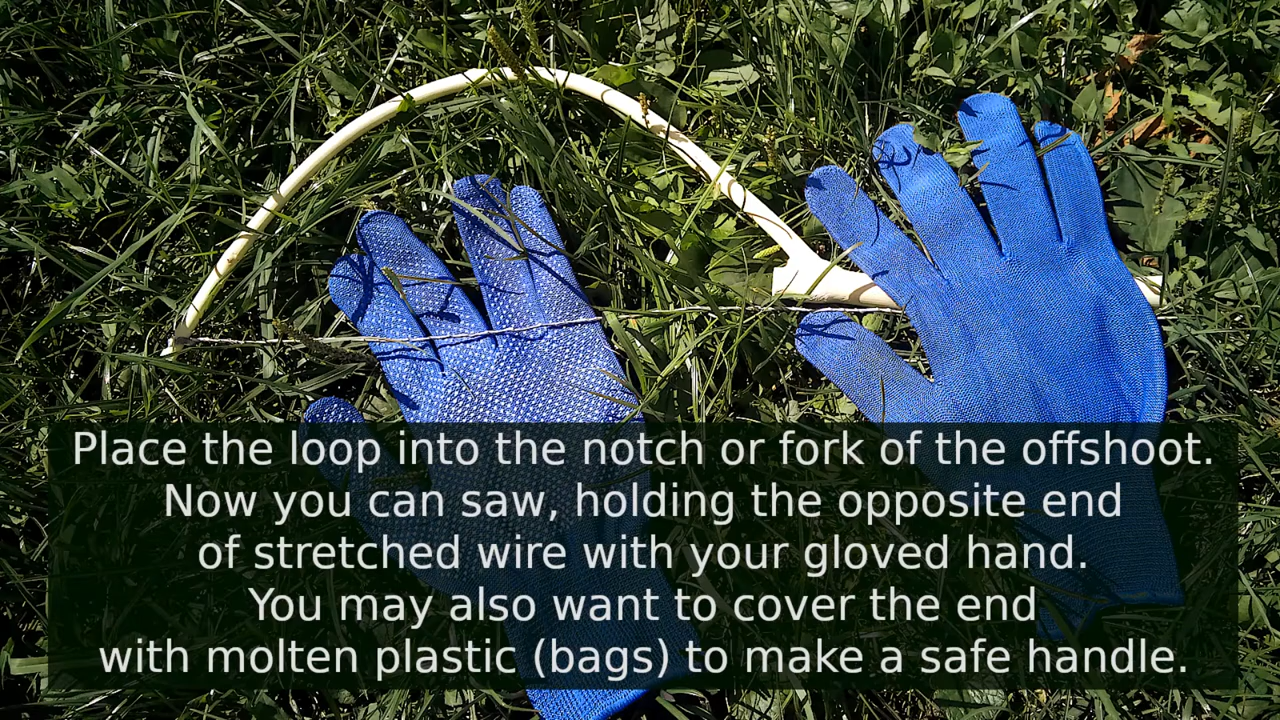 Place the loop into the notch or fork of the offshoot.
Now you can saw, holding the opposite end
of stretched wire with your gloved hand.
You may also want to cover the end
with molten plastic (bags) to make a safe handle.